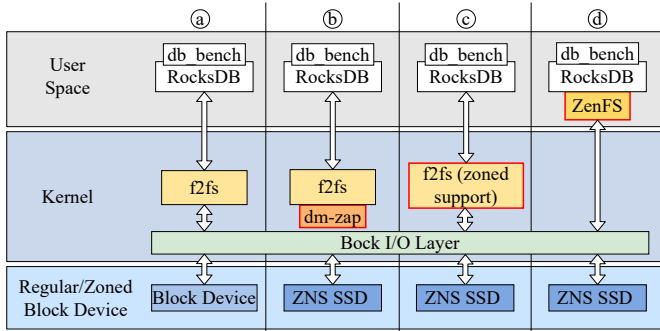 ⓐ ⓑ ⓒ ⓓ
User
Space
db_bench
RocksDB
db_bench
RocksDB
db_bench
RocksDB
db_bench
RocksDB
ZenFS
Kernel
f2fs
f2fs
dm-zap
f2fs (zoned
support)
Bock I/O Layer
Regular/Zoned
Block Device
Block Device
ZNS SSD
ZNS SSD
ZNS SSD